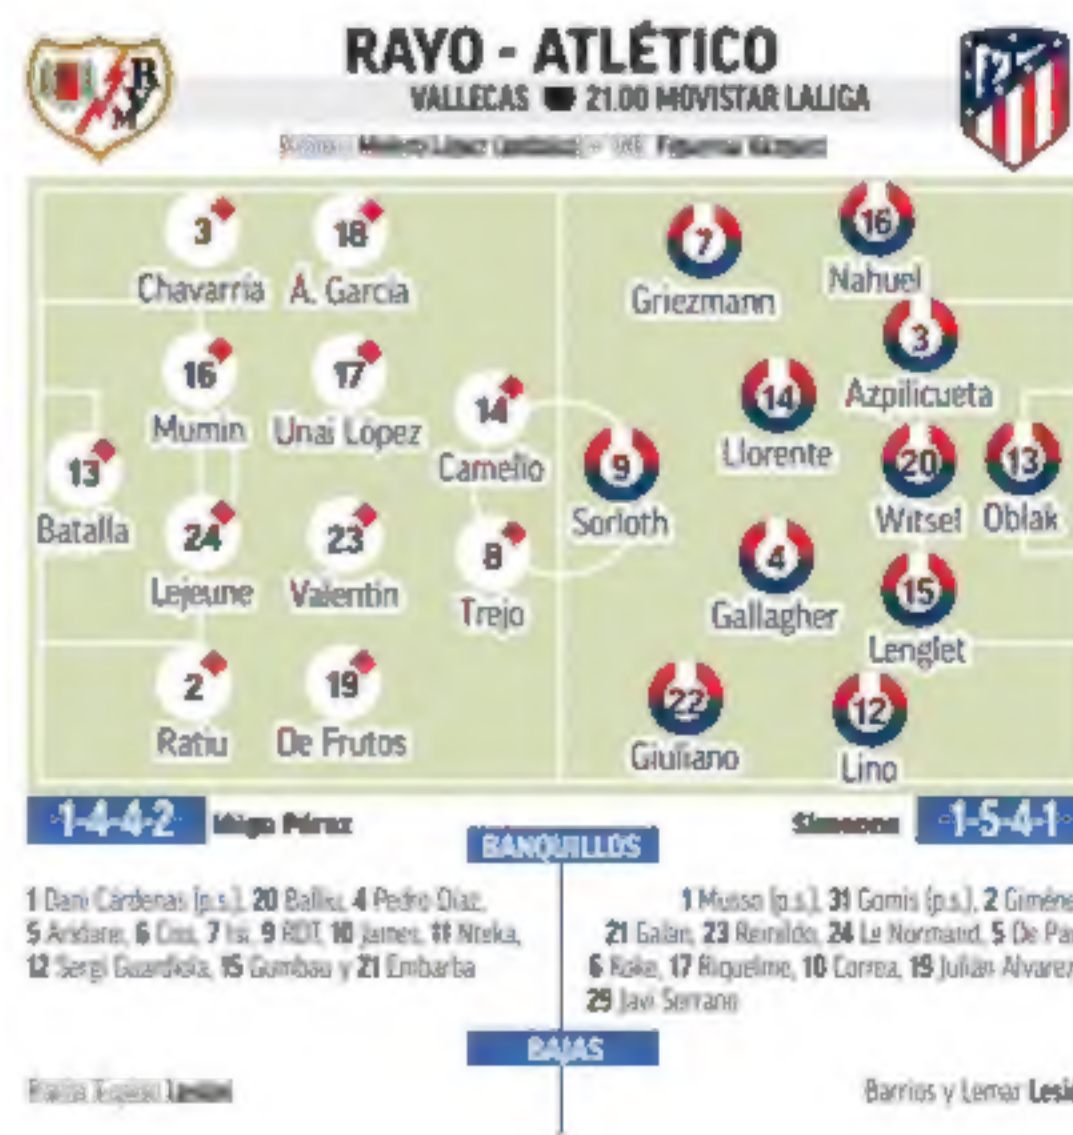 RAYO - ATLÉTICO
VALLECAS 21.00 MOVISTAR LALIGA
3 Chavarría
18 A. García
16 Mumin
17 Unai López
14 Camello
13 Batalla
24 Lejeune
23 Valentín
8 Trejo
2 Ratiu
19 De Frutos
7 Griezmann
16 Nahuel
3 Azpilicueta
14 Llorente
9 Sorloth
20 Witsel
13 Oblak
4 Gallagher
15 Lenglet
22 Giuliano
12 Lino
1-4-4-2 Iñigo Pérez
Simeone 1-5-4-1
BANQUILLOS
1 Dani Cárdenas (p.s.), 20 Balliu, 4 Pedro Díaz,
5 6 Ciss, 7 Isi, 9 RDT, 10 James, 11 Nteka,
12 Sergi Guardiola, 15 Gumbau y 21 Embarba
1 Musso (p.s.), 31 Gomis (p.s.), 2 Giméne
21 Galán, 23 Reinildo, 24 Le Normand, 5 De Pa
6 Koke, 17 Riquelme, 10 Correa, 19 Julián Alvarez
29 Javi Serrano
BAJAS
Barrios y Lemar Lesi